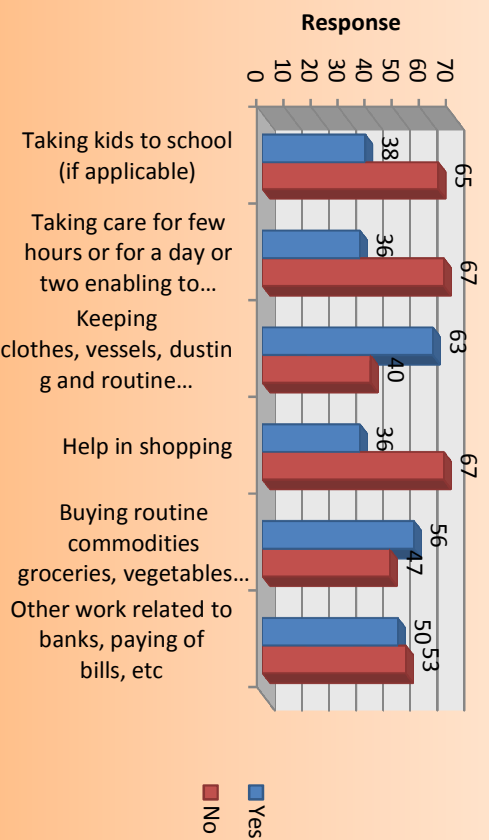 Response
0
10
20
30
40
50
60
70
38
65
36
67
63
40
36
67
56
47
50
53
Taking kids to school
(if applicable)
Taking care for few
hours or for a day or
two enabling to…
Keeping
clothes, vessels, dustin
g and routine…
Help in shopping
Buying routine
commodities
groceries, vegetables…
Other work related to
banks, paying of
bills, etc
Yes
No